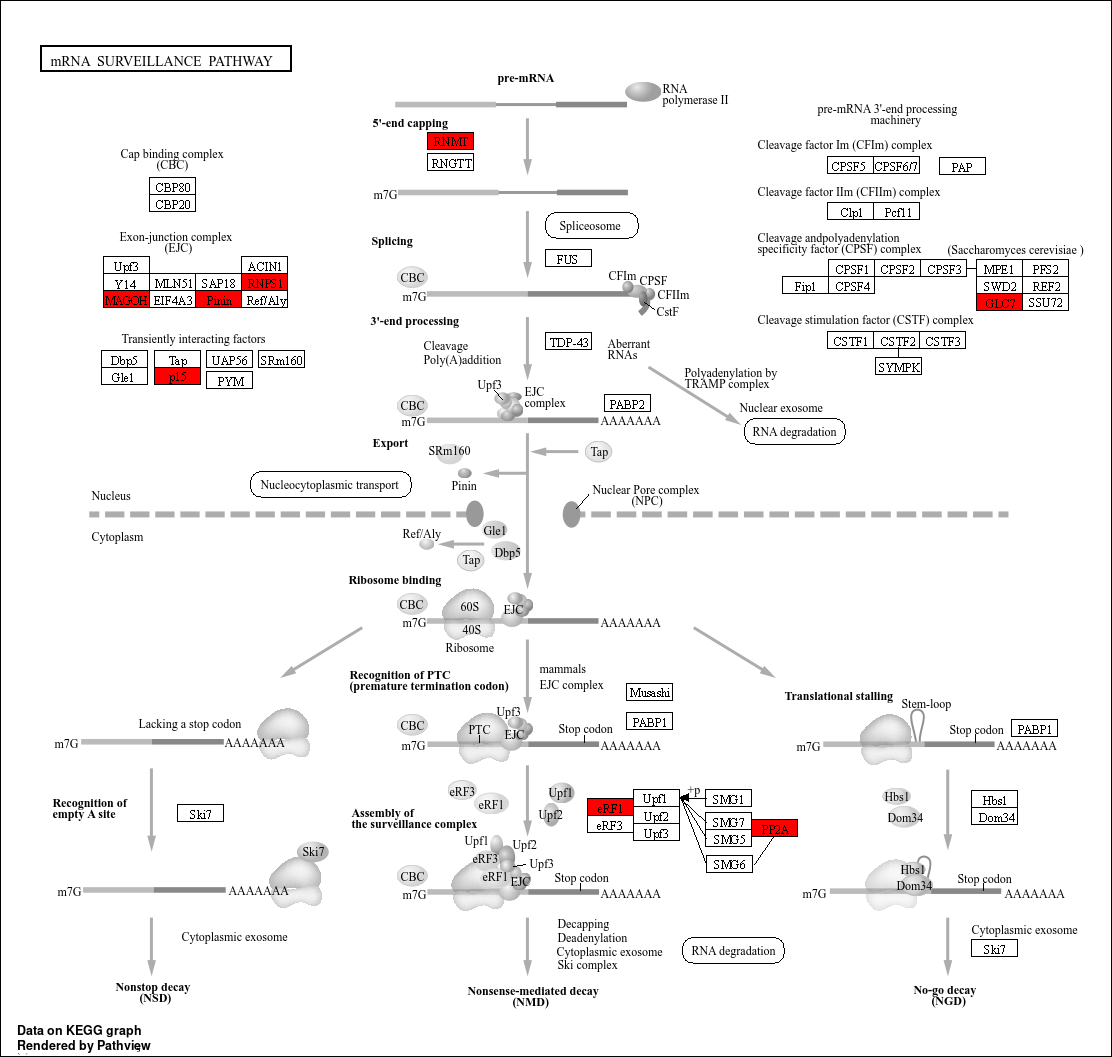 mRNA SURVEILLANCE PATHWAY
pre-mRNA
RNA
polymerase II
5'-end capping
RNMT
RNGTT
m7G
Cap binding complex
(CBC)
CBP80
CBP20
Exon-junction complex
(EJC)
Upf3
ACIN1
Y14
MLN51
SAP18
RNPS1
MAGOH
EIF4A3
Pinin
Ref/Aly
Transiently interacting factors
Dbp5
Tap
UAP56
SRm160
Gle1
p15
PYM
pre-mRNA 3'-end processing
machinery
Cleavage factor Im (CFIm) complex
CPSF5
CPSF6/7
PAP
Cleavage factor IIm (CFIIm) complex
Clp1
Pcf11
Cleavage andpolyadenylation
specificity factor (CPSF) complex
(Saccharomyces cerevisiae )
CPSF1
CPSF2
CPSF3
MPE1
PFS2
Fip1
CPSF4
SWD2
REF2
GLC7
SSU72
Cleavage stimulation factor (CSTF) complex
CSTF1
CSTF2
CSTF3
SYMPK
Splicing
Spliceosome
FUS
CBC
m7G
CFIm
CPSF
CFIIm
CstF
3'-end processing
Cleavage
Poly(A)addition
TDP-43
Aberrant
RNAs
Polyadenylation by
TRAMP complex
Nuclear exosome
RNA degradation
Upf3
EJC
complex
CBC
m7G
PABP2
AAAAAAA
Export
SRm160
Tap
Pinin
Nucleocytoplasmic transport
Nuclear Pore complex
(NPC)
Nucleus
Cytoplasm
Ref/Aly
Gle1
Dbp5
Tap
Ribosome binding
CBC
60S
EJC
m7G
40S
AAAAAAA
Ribosome
Recognition of PTC
(premature termination codon)
mammals
EJC complex
Musashi
PABP1
Upf3
CBC
PTC
EJC
Stop codon
m7G
AAAAAAA
Lacking a stop codon
m7G
AAAAAAA
Translational stalling
Stem-loop
Stop codon
PABP1
m7G
AAAAAAA
Recognition of
empty A site
Ski7
Ski7
m7G
AAAAAAA
Cytoplasmic exosome
Nonstop decay
(NSD)
Assembly of
the surveillance complex
eRF3
eRF1
Upf1
Upf2
eRF1
eRF3
Upf1
Upf2
Upf3
+p
SMG1
SMG7
SMG5
SMG6
PP2A
Upf1
Upf2
eRF3
Upf3
eRF1
EJC
CBC
Stop codon
m7G
AAAAAAA
Decapping
Deadenylation
Cytoplasmic exosome
Ski complex
RNA degradation
Nonsense-mediated decay
(NMD)
Hbs1
Dom34
Hbs1
Dom34
Hbs1
Dom34
Stop codon
m7G
AAAAAAA
Cytoplasmic exosome
Ski7
No-go decay
(NGD)
Data on KEGG graph
Rendered by Pathview